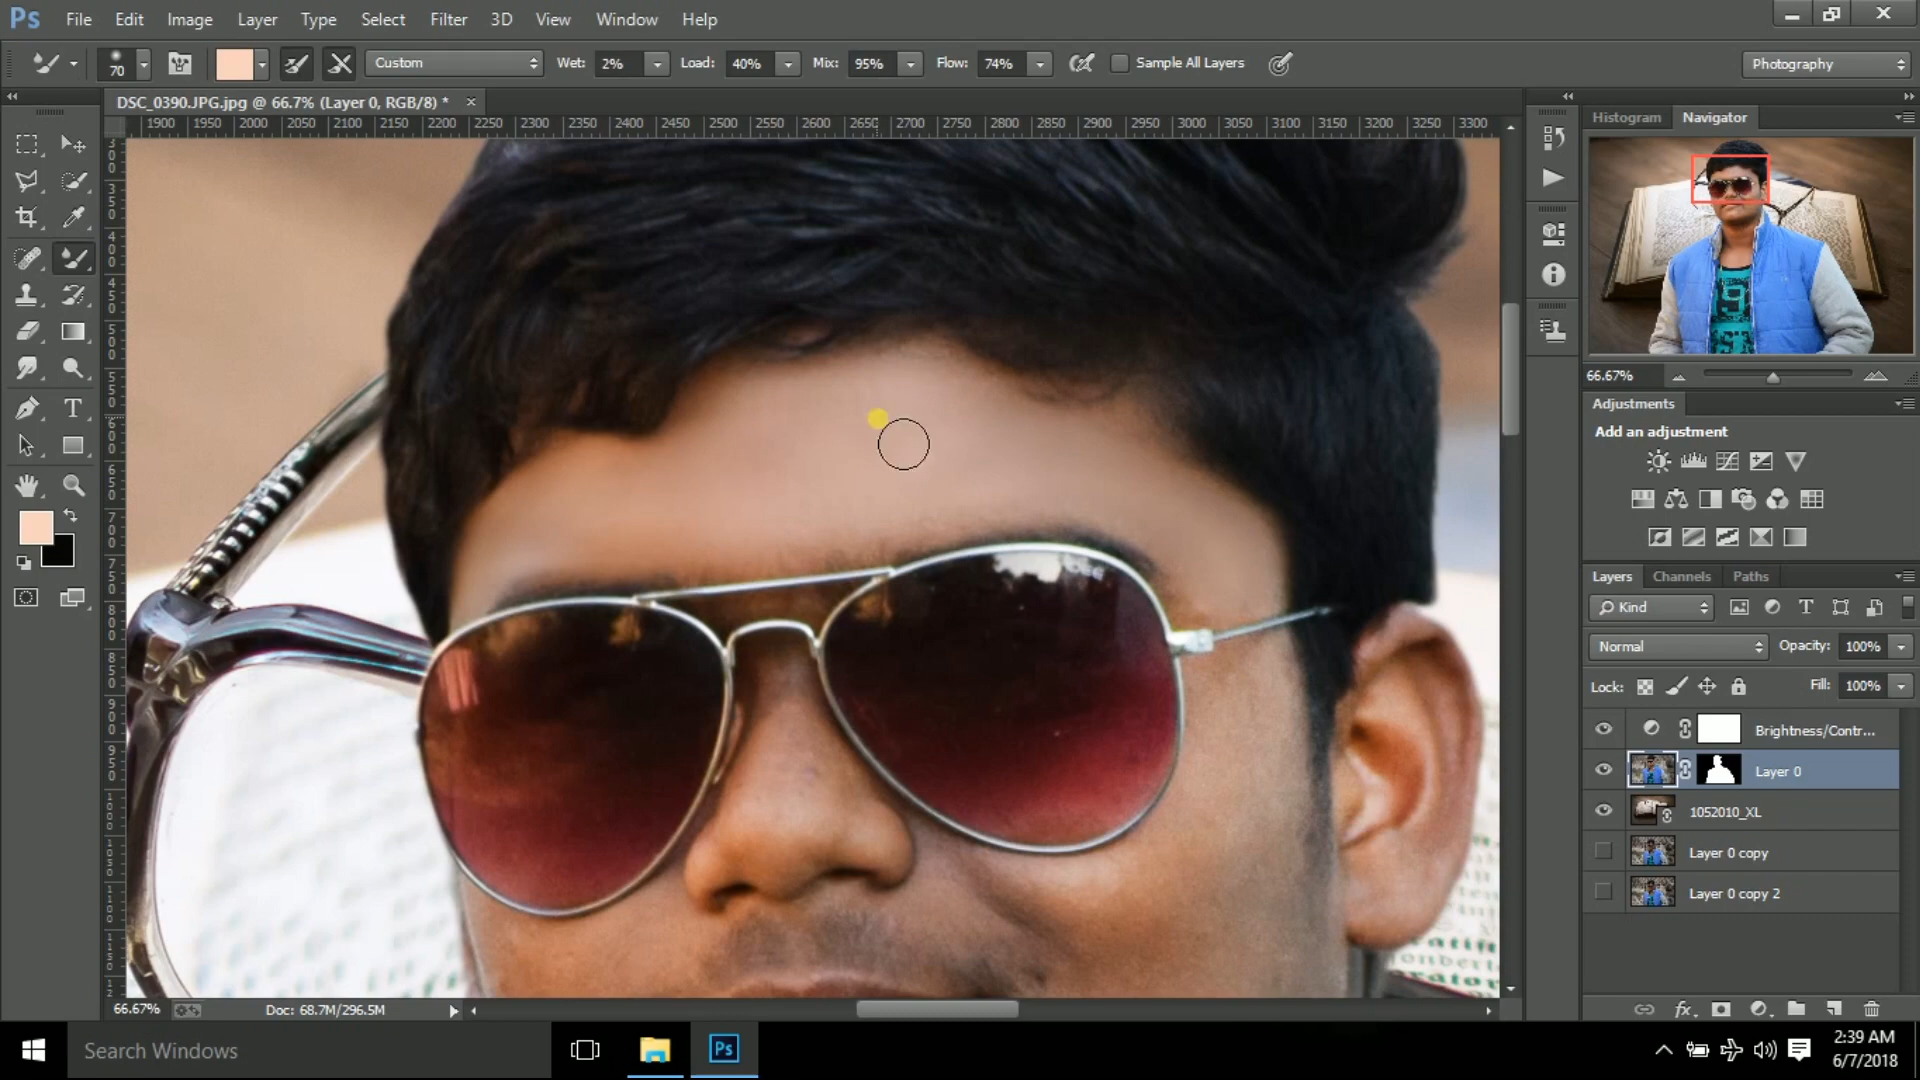 Ps File Edit Image Layer Type Select Filter 3D View Window Help
70 Custom Wet: 2% Load: 40% Mix: 95% Flow: 74% Sample All Layers Photography
DSC_0390.JPG.jpg @ 66.7% (Layer 0, RGB/8) *
1900 1950 2000 2050 2100 2150 2200 2250 2300 2350 2400 2450 2500 2550 2600 2650 2700 2750 2800 2850 2900 2950 3000 3050 3100 3150 3200 3250 3300
Histogram Navigator
66.67%
Adjustments
Add an adjustment
Layers Channels Paths
Kind
Normal Opacity: 100%
Lock: Fill: 100%
Brightness/Contr...
Layer 0
1052010_XL
Layer 0 copy
Layer 0 copy 2
66.67% Doc: 68.7M/296.5M
Search Windows
Ps
2:39 AM
6/7/2018